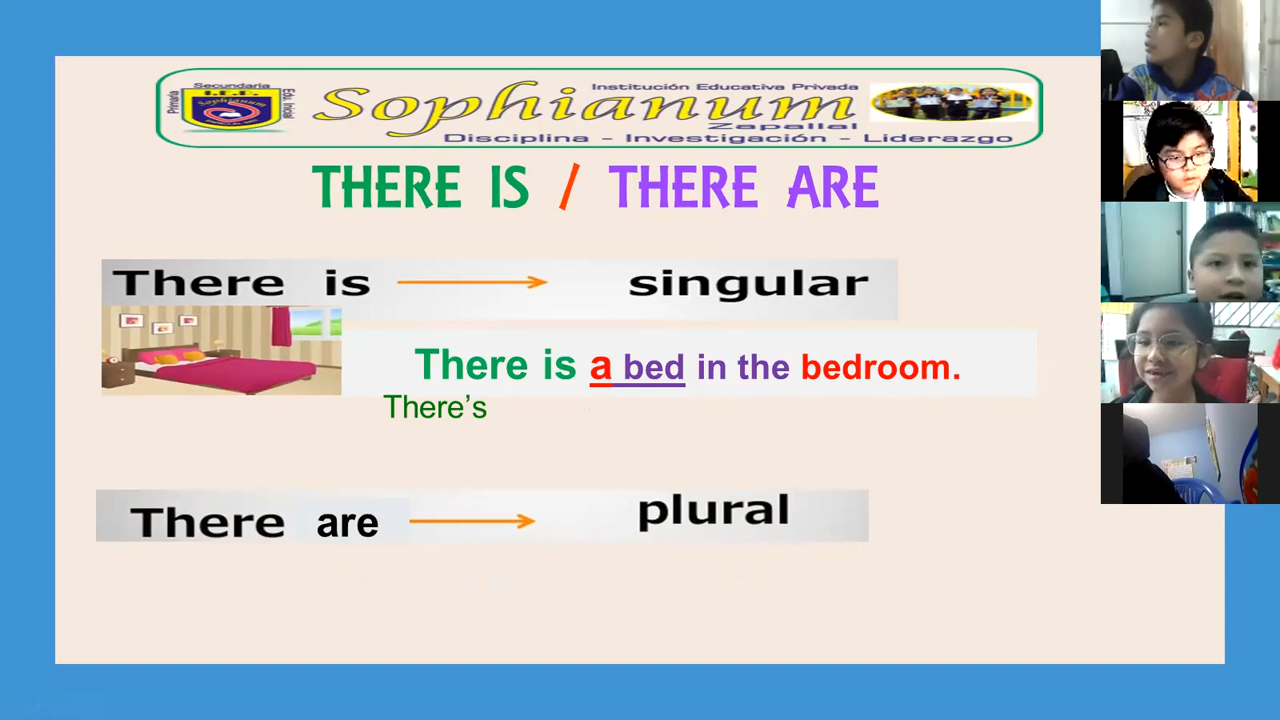 Secundaria
Primaria
I.E.P.
Sophianum
Edu. Inicial
Institución Educativa Privada
Sophianum
Zapallal
Disciplina - Investigación - Liderazgo
THERE IS / THERE ARE
There is singular
There is a bed in the bedroom.
There's
There are plural